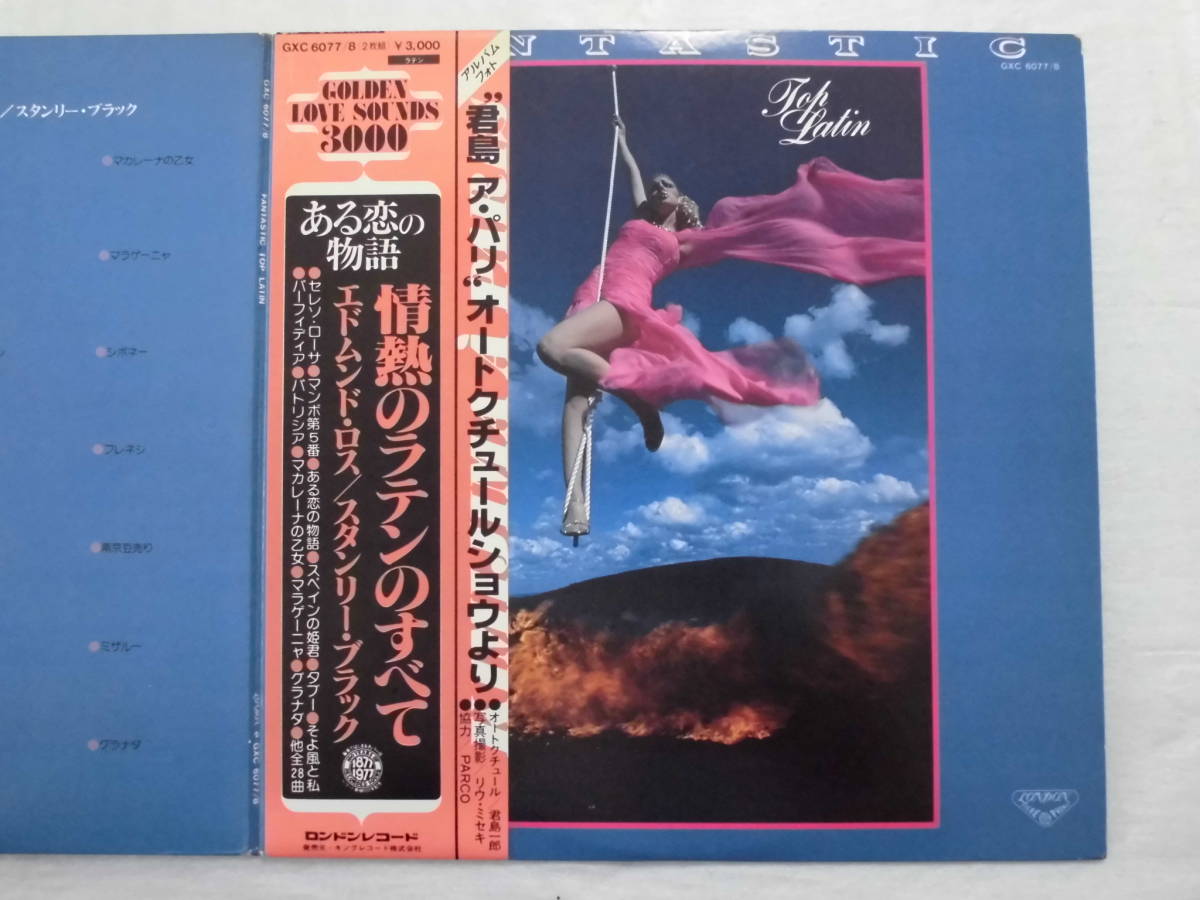 /スタンリー・ブラック
●マカレーナの乙女
●マラゲーニャ
●シボネー
●フレネシ
●南京豆売り
●ミザルー
●グラナダ
GXC 6077/8
FANTASTIC TOP LATIN
GXC 6077/8
GXC 6077/8 2枚組 ￥3,000
ラテン
GOLDEN
LOVE SOUNDS
3000
ある恋の
物語
情熱のラテンのすべて
エドムンド・ロス/スタンリー・ブラック
●セレソ・ローサ●マンボ第5番●ある恋の物語●スペインの姫君●タブー●そよ風と私
●パーフィディア●パトリシア●マカレーナの乙女●マラゲーニャ●グラナダ●他全28曲
1877
1977
ロンドンレコード
発売元/キングレコード株式会社
アルバム
フォト
"君島 ア・パリ"オートクチュールショウより
●オートクチュール/君島一郎
●写真撮影/リウ・ミセキ
●協力/PARCO
NTASTIC
GXC 6077/8
Top
Latin
LONDON